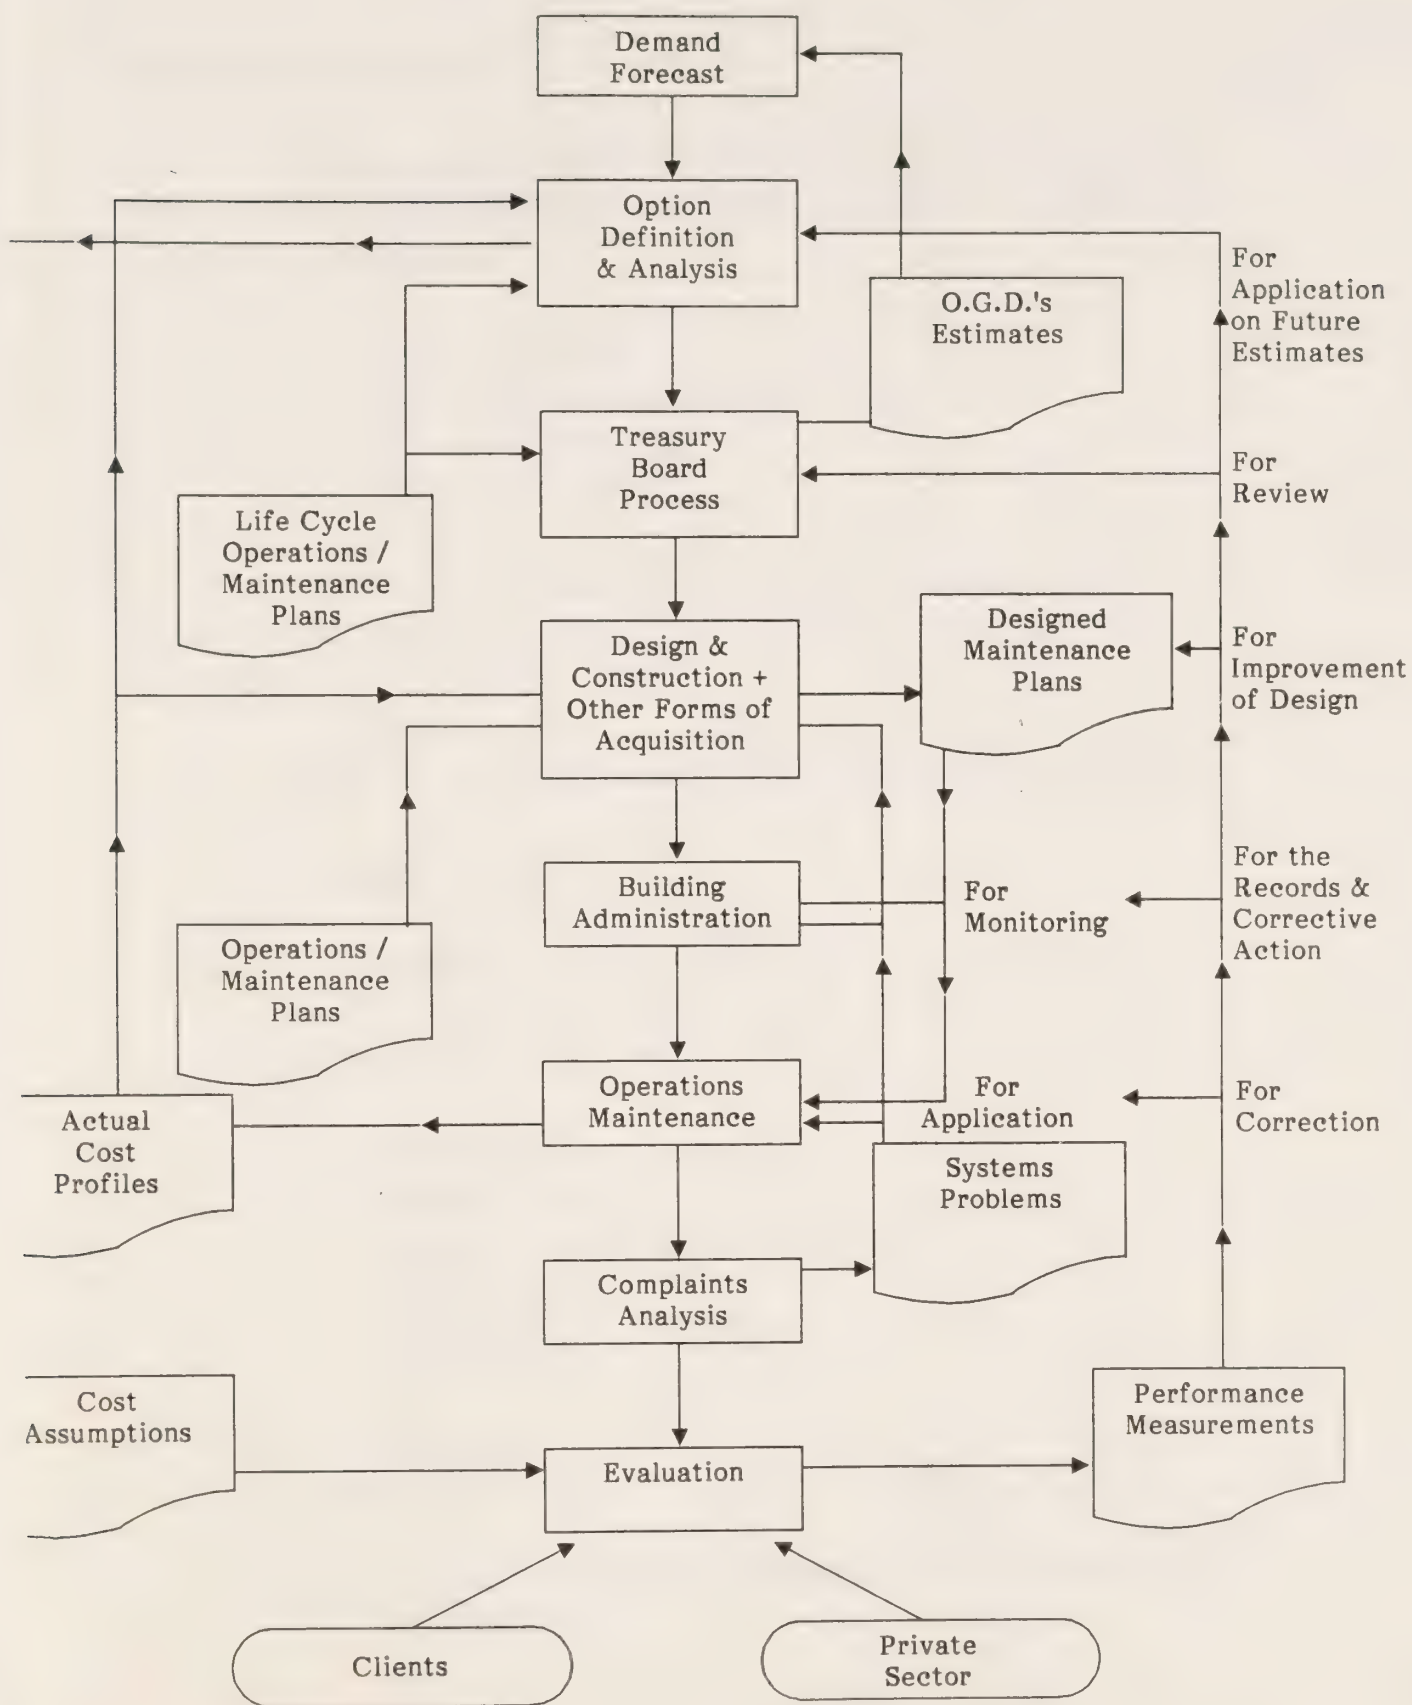 Demand
Forecast
Option
Definition
& Analysis
For
Application
on Future
Estimates
O.G.D.'s
Estimates
Treasury
Board
Process
For
Review
Life Cycle
Operations /
Maintenance
Plans
Design &
Construction +
Other Forms of
Acquisition
Designed
Maintenance
Plans
For
Improvement
of Design
Building
Administration
For
Monitoring
For the
Records &
Corrective
Action
Operations /
Maintenance
Plans
Operations
Maintenance
For
Application
For
Correction
Actual
Cost
Profiles
Systems
Problems
Complaints
Analysis
Cost
Assumptions
Performance
Measurements
Evaluation
Clients
Private
Sector